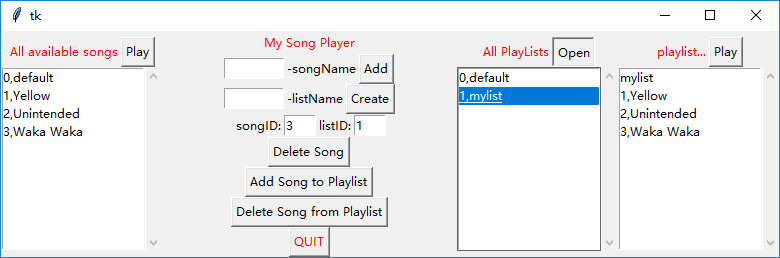 tk
All available songs Play
0,default
1,Yellow
2,Unintended
3,Waka Waka
My Song Player
-songName Add
-listName Create
songID: 3 listID: 1
Delete Song
Add Song to Playlist
Delete Song from Playlist
QUIT
All PlayLists Open
0,default
1,mylist
playlist... Play
mylist
1,Yellow
2,Unintended
3,Waka Waka